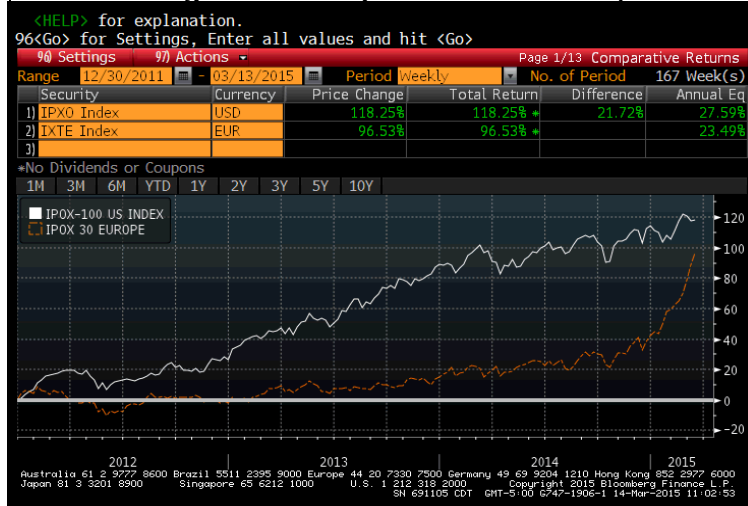 <HELP> for explanation.
96<Go> for Settings, Enter all values and hit <Go>
96) Settings 97) Actions Page 1/13 Comparative Returns
Range 12/30/2011 - 03/13/2015 Period Weekly No. of Period 167 Week(s)
Security Currency Price Change Total Return Difference Annual Eq
1) IPXO Index USD 118.25% 118.25% * 21.72% 27.59%
2) IXTE Index EUR 96.53% 96.53% * 23.49%
3)
*No Dividends or Coupons
1M 3M 6M YTD 1Y 2Y 3Y 5Y 10Y
IPOX-100 US INDEX
IPOX 30 EUROPE
120
100
80
60
40
20
0
-20
2012 2013 2014 2015
Australia 61 2 9777 8600 Brazil 5511 2395 9000 Europe 44 20 7330 7500 Germany 49 69 9204 1210 Hong Kong 852 2977 6000
Japan 81 3 3201 8900 Singapore 65 6212 1000 U.S. 1 212 318 2000 Copyright 2015 Bloomberg Finance L.P.
SN 691105 CDT GMT-5:00 G747-1906-1 14-Mar-2015 11:02:53